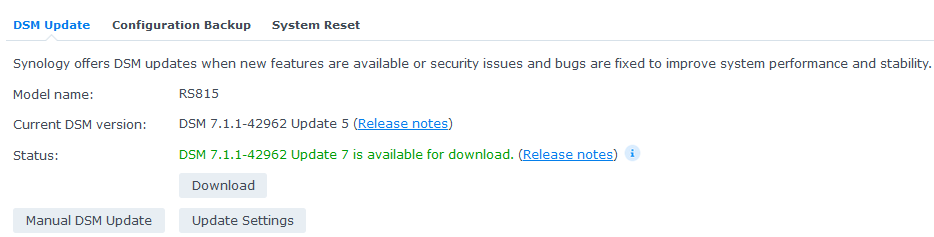 DSM Update Configuration Backup System Reset
Synology offers DSM updates when new features are available or security issues and bugs are fixed to improve system performance and stability.
Model name: RS815
Current DSM version: DSM 7.1.1-42962 Update 5 (Release notes)
Status: DSM 7.1.1-42962 Update 7 is available for download. (Release notes) i
Download
Manual DSM Update Update Settings